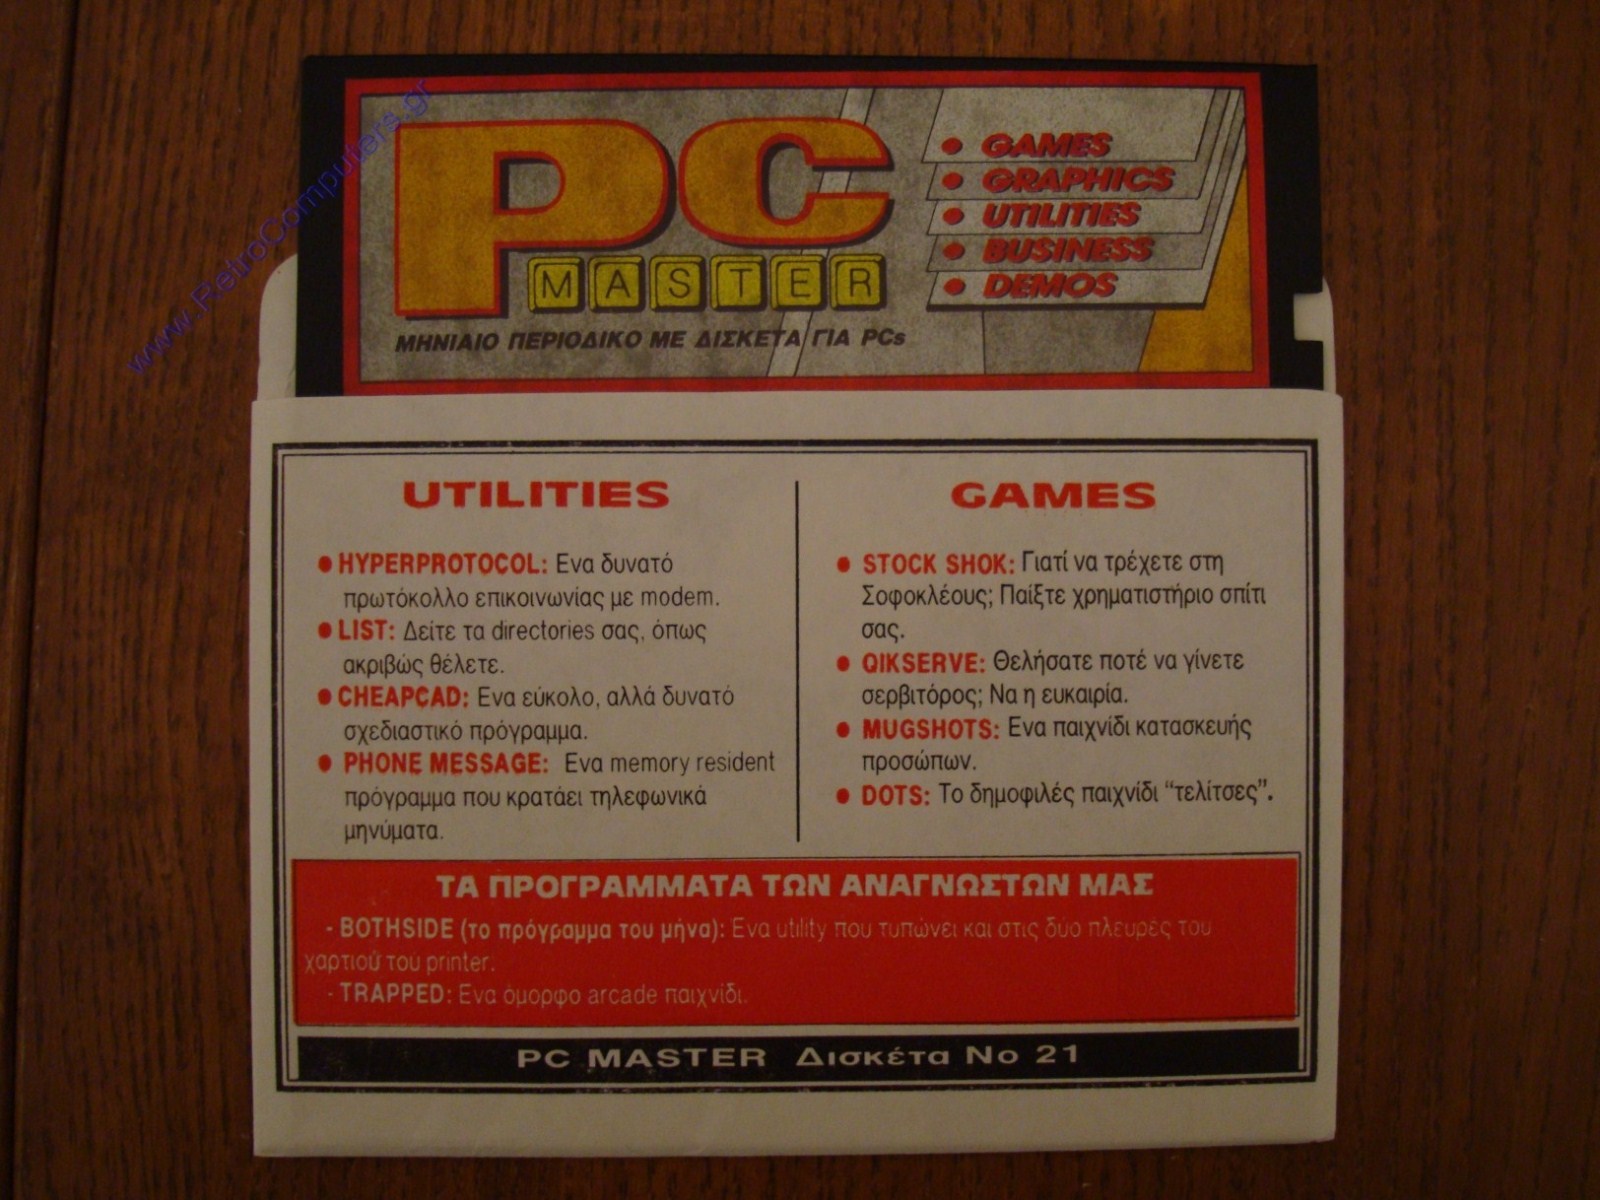 www.RetroComputers.gr
PC
MASTER
ΜΗΝΙΑΙΟ ΠΕΡΙΟΔΙΚΟ ΜΕ ΔΙΣΚΕΤΑ ΓΙΑ PCs
• GAMES
• GRAPHICS
• UTILITIES
• BUSINESS
• DEMOS
UTILITIES
• HYPERPROTOCOL: Ενα δυνατό
πρωτόκολλο επικοινωνίας με modem.
• LIST: Δείτε τα directories σας, όπως
ακριβώς θέλετε.
• CHEAPCAD: Ενα εύκολο, αλλά δυνατό
σχεδιαστικό πρόγραμμα.
• PHONE MESSAGE: Ενα memory resident
πρόγραμμα που κρατάει τηλεφωνικά
μηνύματα.
GAMES
• STOCK SHOK: Γιατί να τρέχετε στη
Σοφοκλέους; Παίξτε χρηματιστήριο σπίτι
σας.
• QIKSERVE: Θελήσατε ποτέ να γίνετε
σερβιτόρος; Να η ευκαιρία.
• MUGSHOTS: Ενα παιχνίδι κατασκευής
προσώπων.
• DOTS: Το δημοφιλές παιχνίδι “τελίτσες”.
ΤΑ ΠΡΟΓΡΑΜΜΑΤΑ ΤΩΝ ΑΝΑΓΝΩΣΤΩΝ ΜΑΣ
- BOTHSIDE (το πρόγραμμα του μήνα): Ενα utility που τυπώνει και στις δύο πλευρές του
χαρτιού του printer.
- TRAPPED: Ενα όμορφο arcade παιχνίδι.
PC MASTER Δισκέτα Νο 21